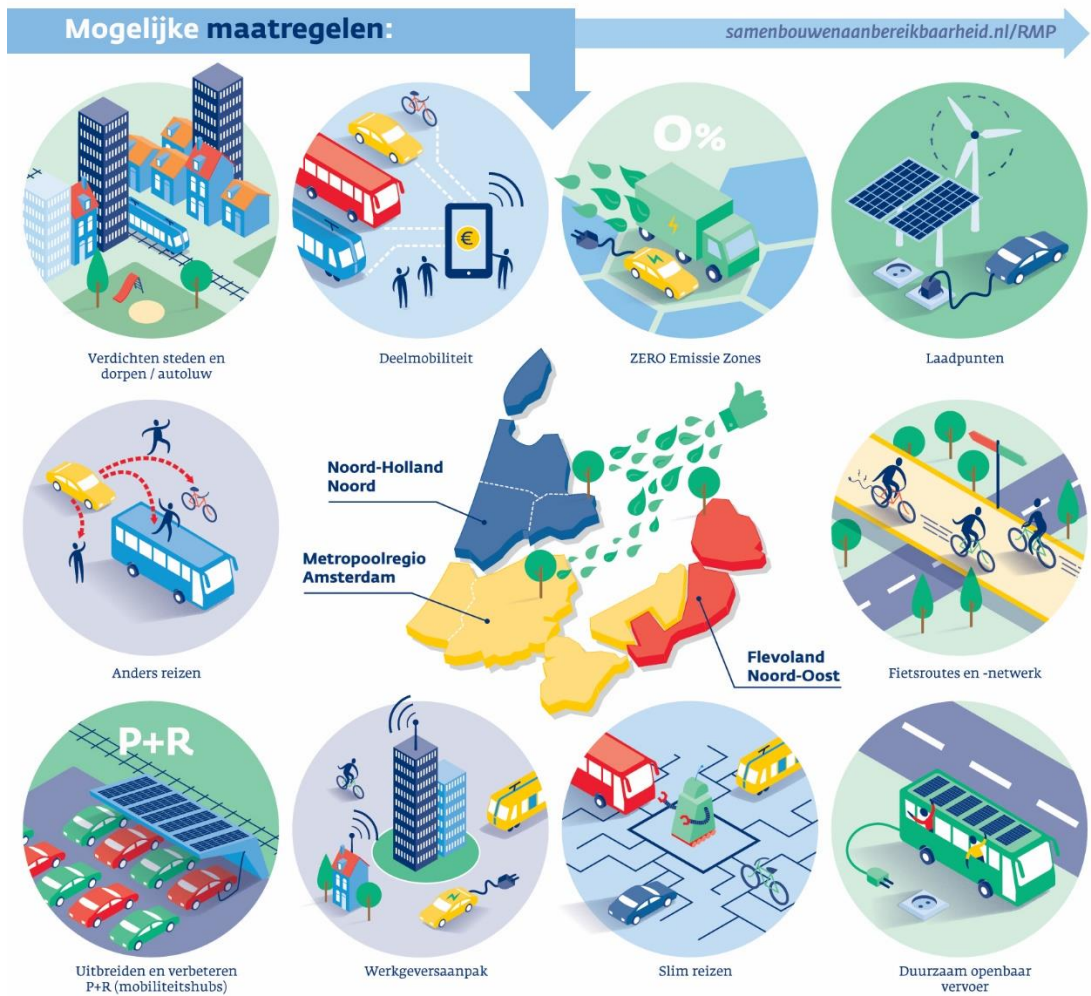 Mogelijke maatregelen:
samenbouwenaanbereikbaarheid.nl/RMP
0%
€
Verdichten steden en
dorpen / autoluw
Deelmobiliteit
ZERO Emissie Zones
Laadpunten
Noord-Holland
Noord
Metropoolregio
Amsterdam
Flevoland
Noord-Oost
Anders reizen
Fietsroutes en -netwerk
P+R
Uitbreiden en verbeteren
P+R (mobiliteitshubs)
Werkgeversaanpak
Slim reizen
Duurzaam openbaar
vervoer